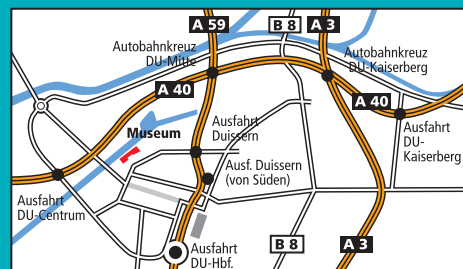 A 59
B 8
A 3
Autobahnkreuz
DU-Mitte
Autobahnkreuz
DU-Kaiserberg
A 40
A 40
Museum
Ausfahrt
Duissern
Ausfahrt
DU-
Kaiserberg
Ausf. Duissern
(von Süden)
Ausfahrt
DU-Centrum
Ausfahrt
DU-Hbf.
B 8
A 3